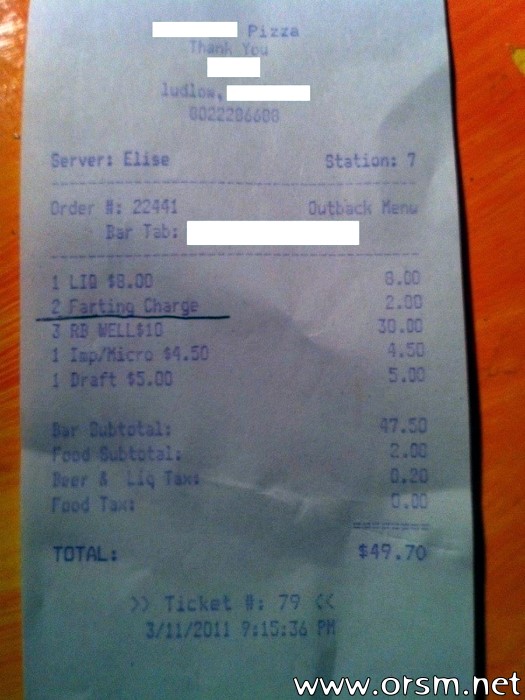 Pizza
Thank You
ludlow,
8022286688
Server: Elise Station: 7
Order #: 22441 Outback Menu
Bar Tab:
1 LIQ $8.00 8.00
2 Farting Charge 2.00
3 RB WELL$10 30.00
1 Imp/Micro $4.50 4.50
1 Draft $5.00 5.00
Bar Subtotal: 47.50
Food Subtotal: 2.00
Beer & Liq Tax: 0.20
Food Tax: 0.00
========
TOTAL: $49.70
>> Ticket #: 79 <<
3/11/2011 9:15:36 PM
www.orsm.net